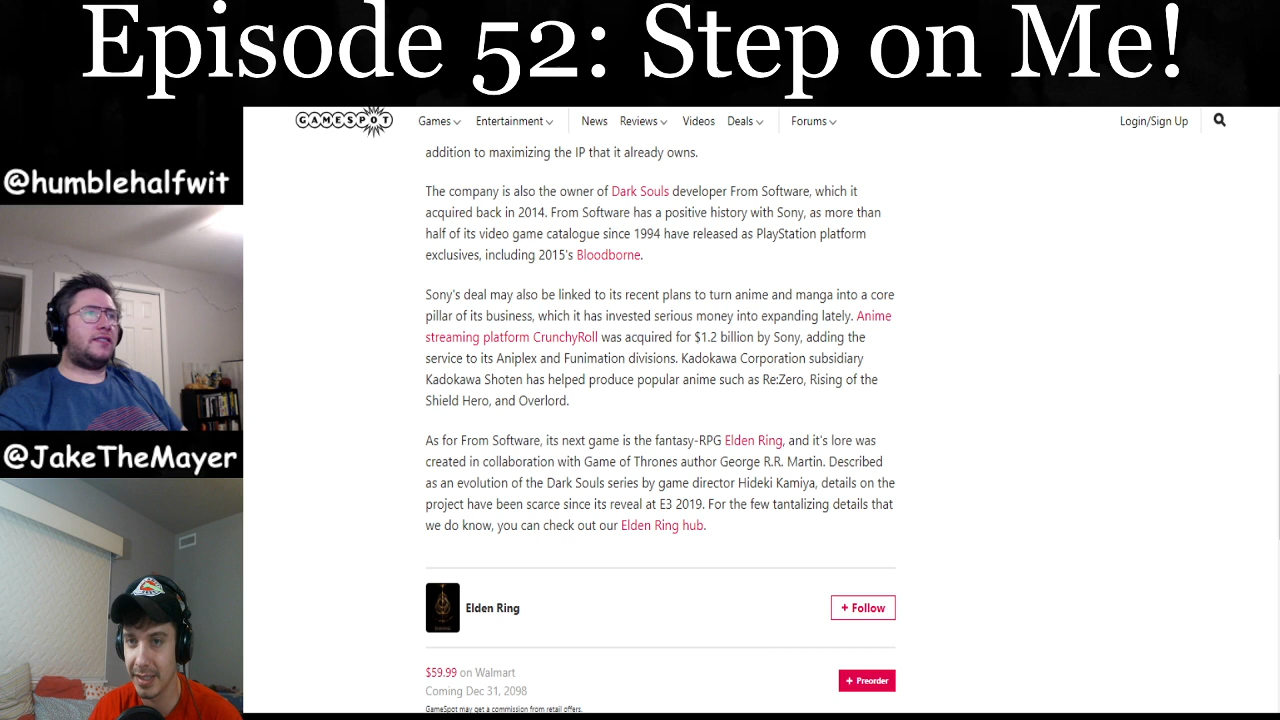 Episode 52: Step on Me!
GAMESPOT
Games
Entertainment
News
Reviews
Videos
Deals
Forums
Login/Sign Up
@humblehalfwit
@JakeTheMayer
addition to maximizing the IP that it already owns.
The company is also the owner of Dark Souls developer From Software, which it
acquired back in 2014. From Software has a positive history with Sony, as more than
half of its video game catalogue since 1994 have released as PlayStation platform
exclusives, including 2015's Bloodborne.
Sony's deal may also be linked to its recent plans to turn anime and manga into a core
pillar of its business, which it has invested serious money into expanding lately. Anime
streaming platform CrunchyRoll was acquired for $1.2 billion by Sony, adding the
service to its Aniplex and Funimation divisions. Kadokawa Corporation subsidiary
Kadokawa Shoten has helped produce popular anime such as Re:Zero, Rising of the
Shield Hero, and Overlord.
As for From Software, its next game is the fantasy-RPG Elden Ring, and it's lore was
created in collaboration with Game of Thrones author George R.R. Martin. Described
as an evolution of the Dark Souls series by game director Hideki Kamiya, details on the
project have been scarce since its reveal at E3 2019. For the few tantalizing details that
we do know, you can check out our Elden Ring hub.
Elden Ring
+ Follow
$59.99 on Walmart
Coming Dec 31, 2098
+ Preorder
GameSpot may get a commission from retail offers.